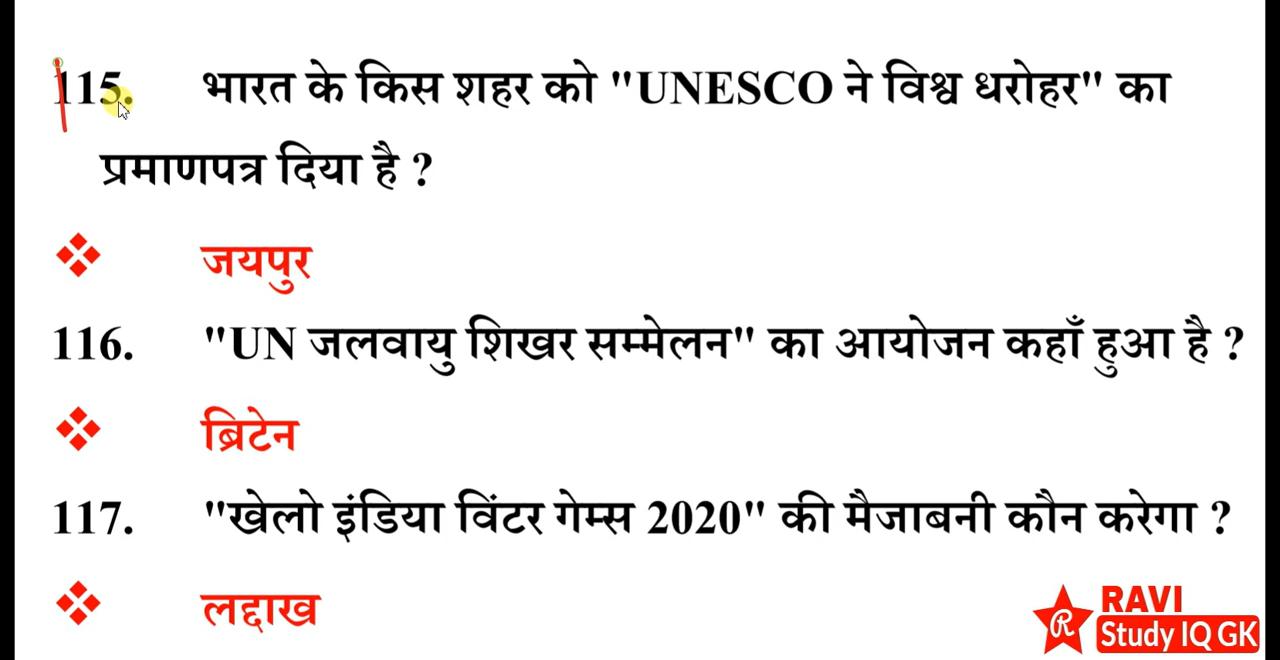 115. भारत के किस शहर को "UNESCO ने विश्व धरोहर" का
प्रमाणपत्र दिया है ?
जयपुर
116. "UN जलवायु शिखर सम्मेलन" का आयोजन कहाँ हुआ है ?
ब्रिटेन
117. "खेलो इंडिया विंटर गेम्स 2020" की मैजाबनी कौन करेगा ?
लद्दाख
R RAVI
Study IQ GK